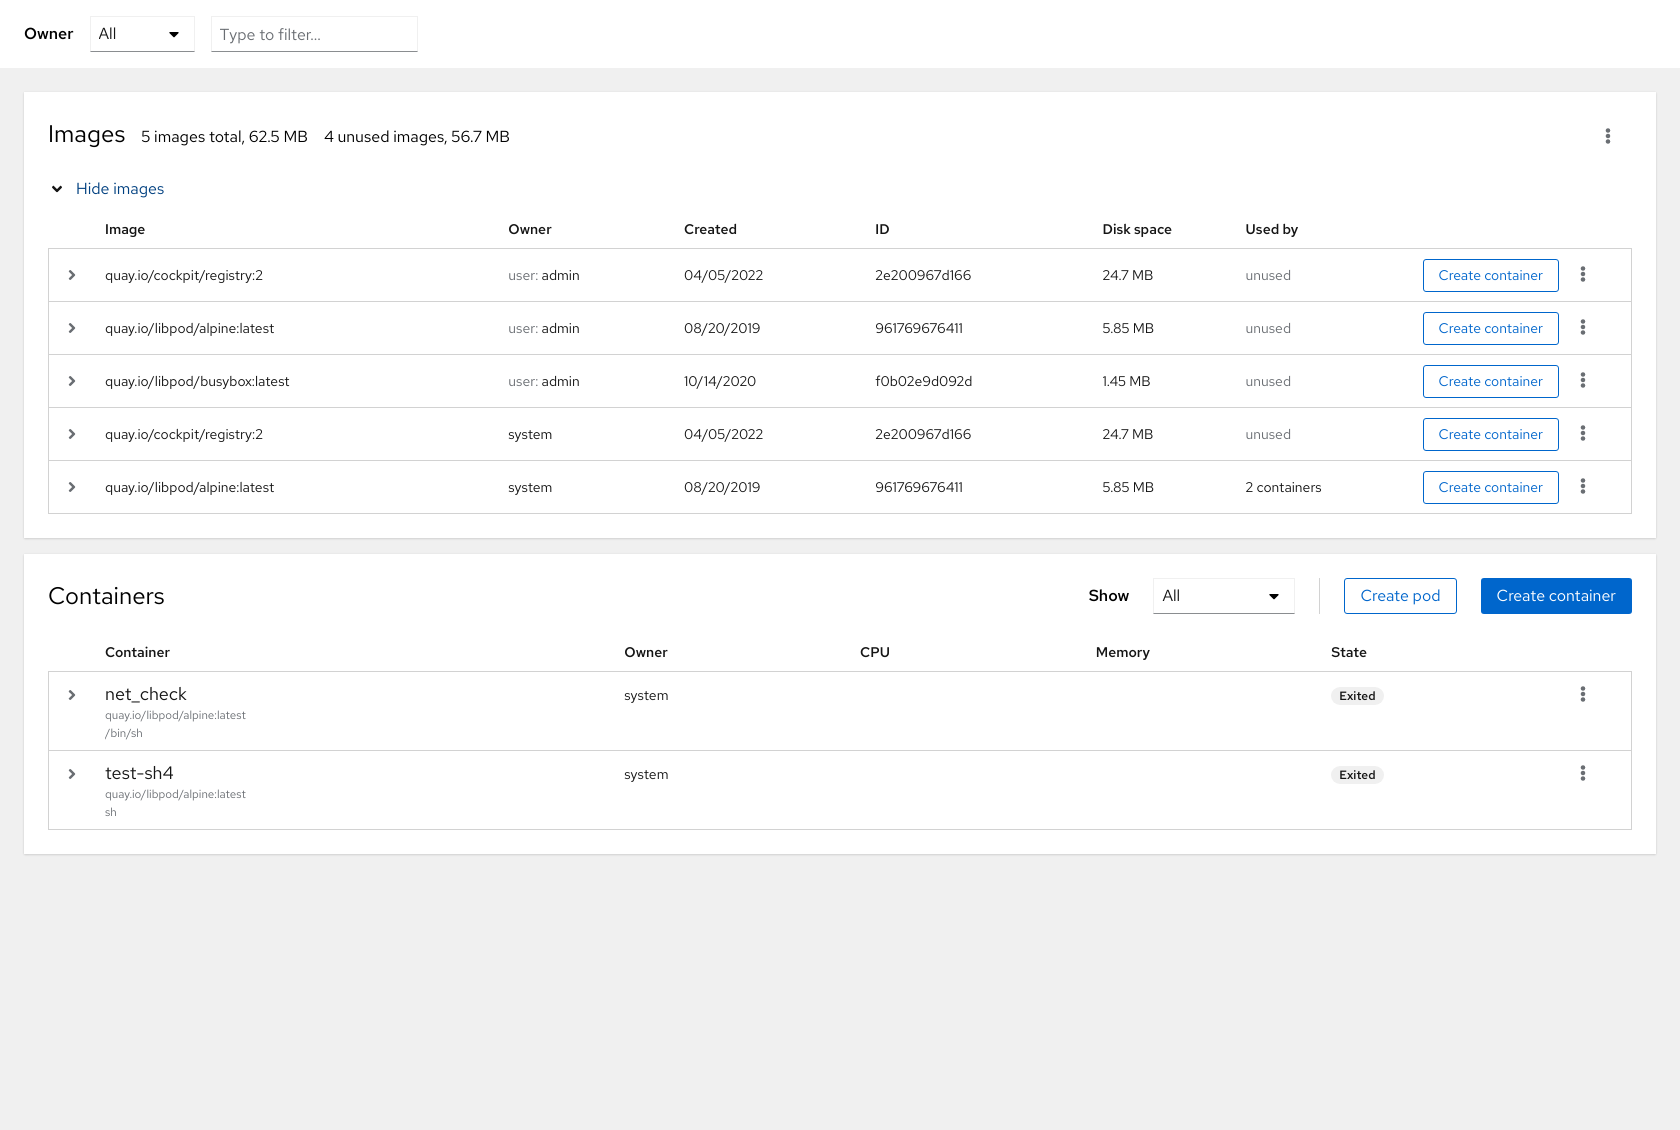 Owner All Type to filter...
Images 5 images total, 62.5 MB 4 unused images, 56.7 MB
Hide images
Image Owner Created ID Disk space Used by
quay.io/cockpit/registry:2 user: admin 04/05/2022 2e200967d166 24.7 MB unused Create container
quay.io/libpod/alpine:latest user: admin 08/20/2019 961769676411 5.85 MB unused Create container
quay.io/libpod/busybox:latest user: admin 10/14/2020 f0b02e9d092d 1.45 MB unused Create container
quay.io/cockpit/registry:2 system 04/05/2022 2e200967d166 24.7 MB unused Create container
quay.io/libpod/alpine:latest system 08/20/2019 961769676411 5.85 MB 2 containers Create container
Containers Show All Create pod Create container
Container Owner CPU Memory State
net_check system Exited
quay.io/libpod/alpine:latest
/bin/sh
test-sh4 system Exited
quay.io/libpod/alpine:latest
sh